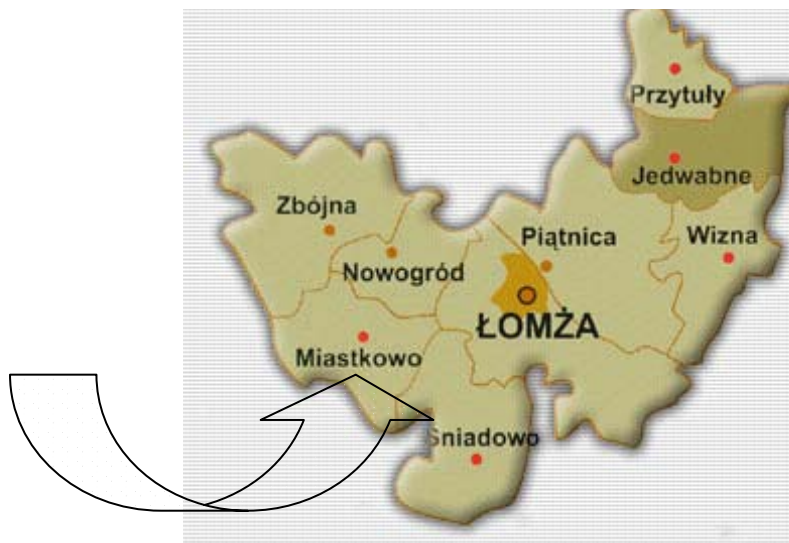 Przytuły
Jedwabne
Zbójna
Piątnica
Wizna
Nowogród
ŁOMŻA
Miastkowo
Śniadowo